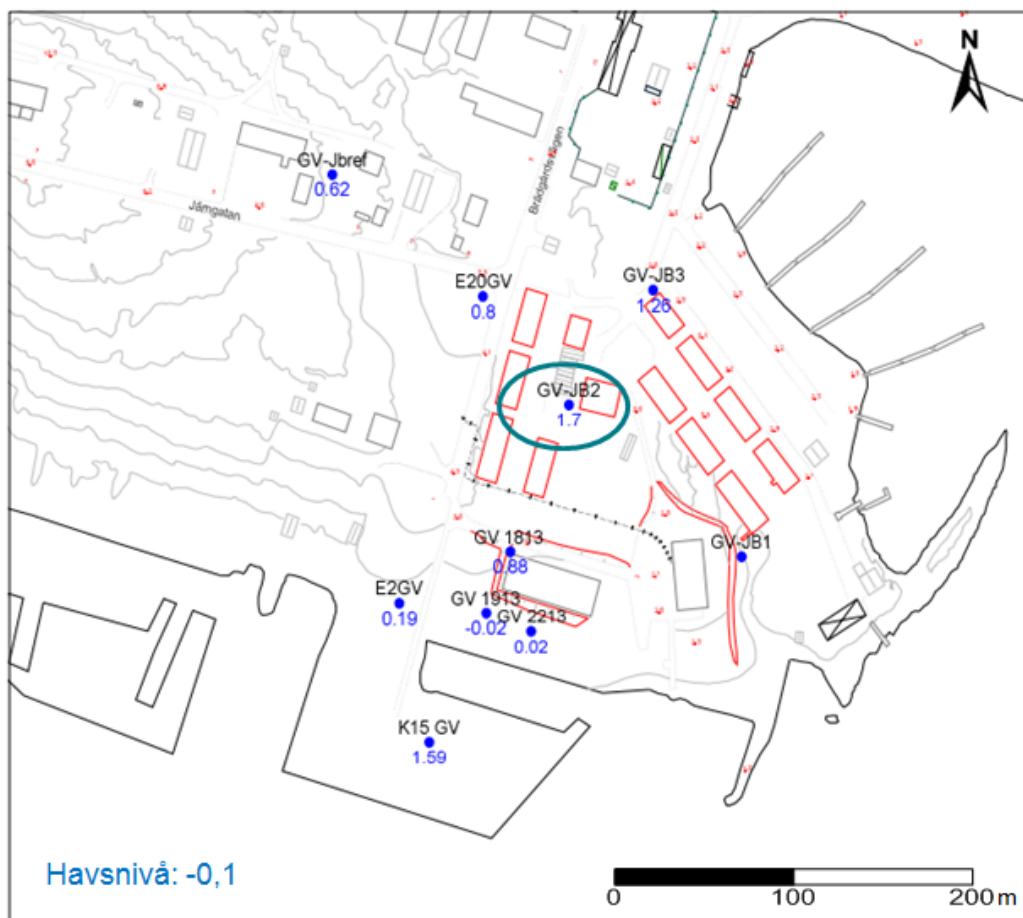 N
GV-Jbref
0.62
Brädgårdsvägen
Järngatan
E20GV
0.8
GV-JB3
1.26
GV-JB2
1.7
GV 1813
0.88
GV-JB1
E2GV
0.19
GV 1913
-0.02
GV 2213
0.02
K15 GV
1.59
Havsnivå: -0,1
0 100 200 m